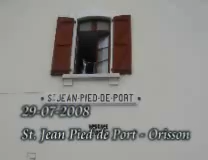 ST JEAN-PIED-DE-PORT
29-07-2008
St. Jean Pied de Port - Orisson